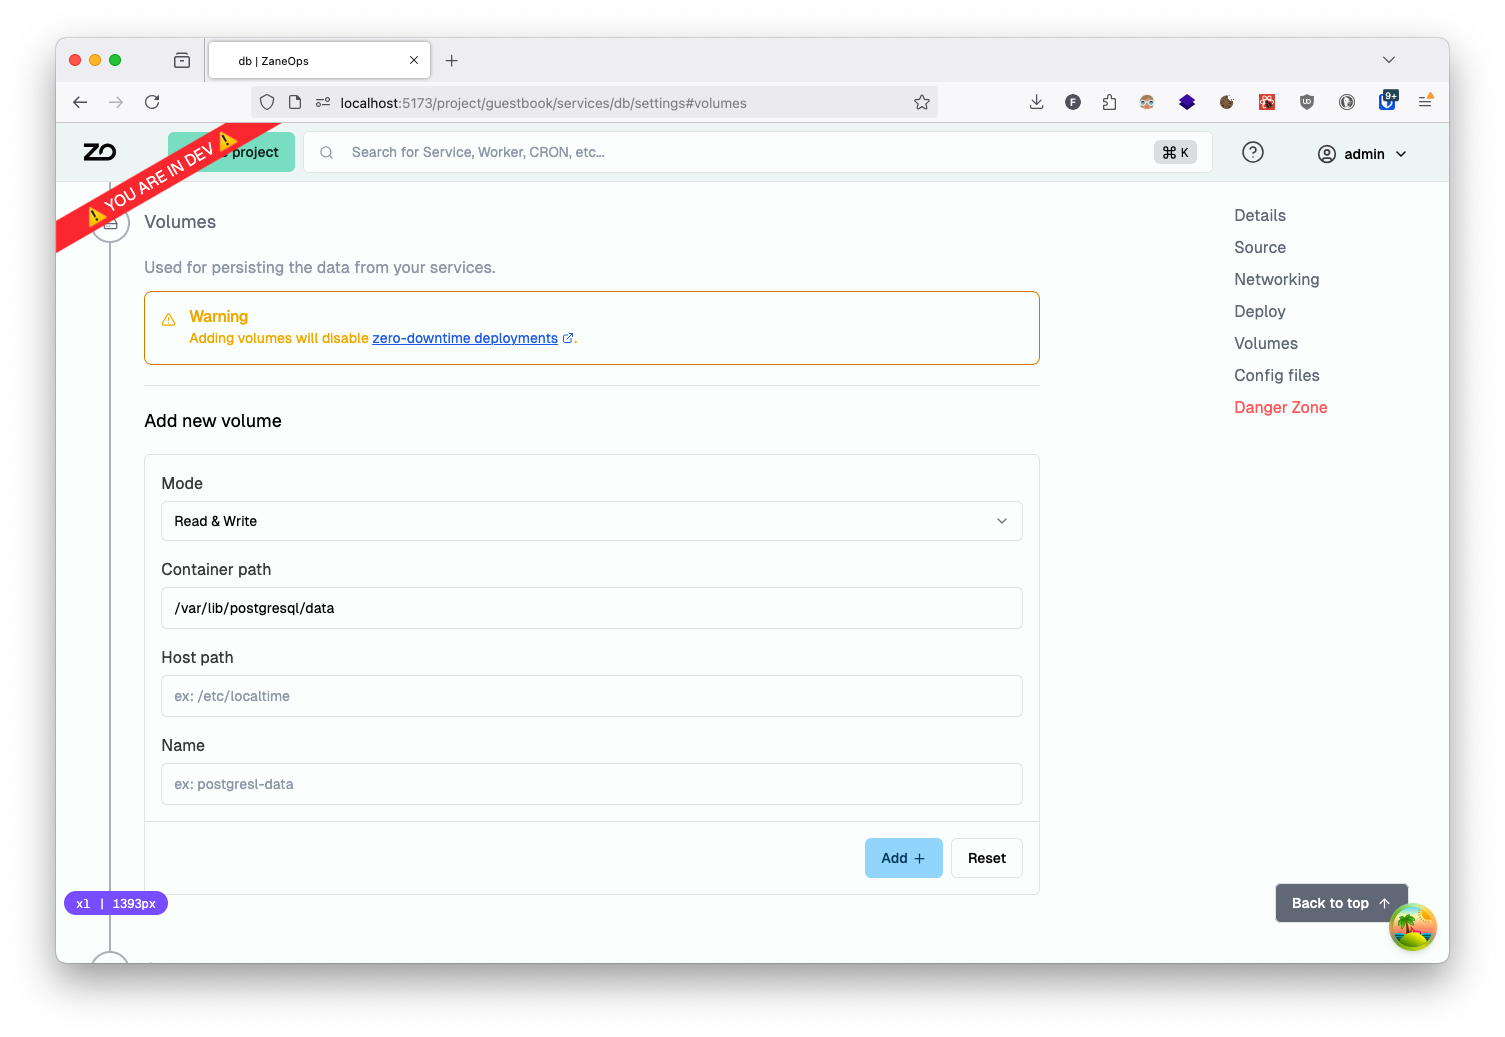 db | ZaneOps
localhost:5173/project/guestbook/services/db/settings#volumes
9+
ZO
project
Search for Service, Worker, CRON, etc...
⌘ K
admin
⚠️ YOU ARE IN DEV ⚠️
Volumes
Used for persisting the data from your services.
Warning
Adding volumes will disable zero-downtime deployments.
Add new volume
Mode
Read & Write
Container path
/var/lib/postgresql/data
Host path
ex: /etc/localtime
Name
ex: postgresl-data
Add +
Reset
xl | 1393px
Details
Source
Networking
Deploy
Volumes
Config files
Danger Zone
Back to top ↑